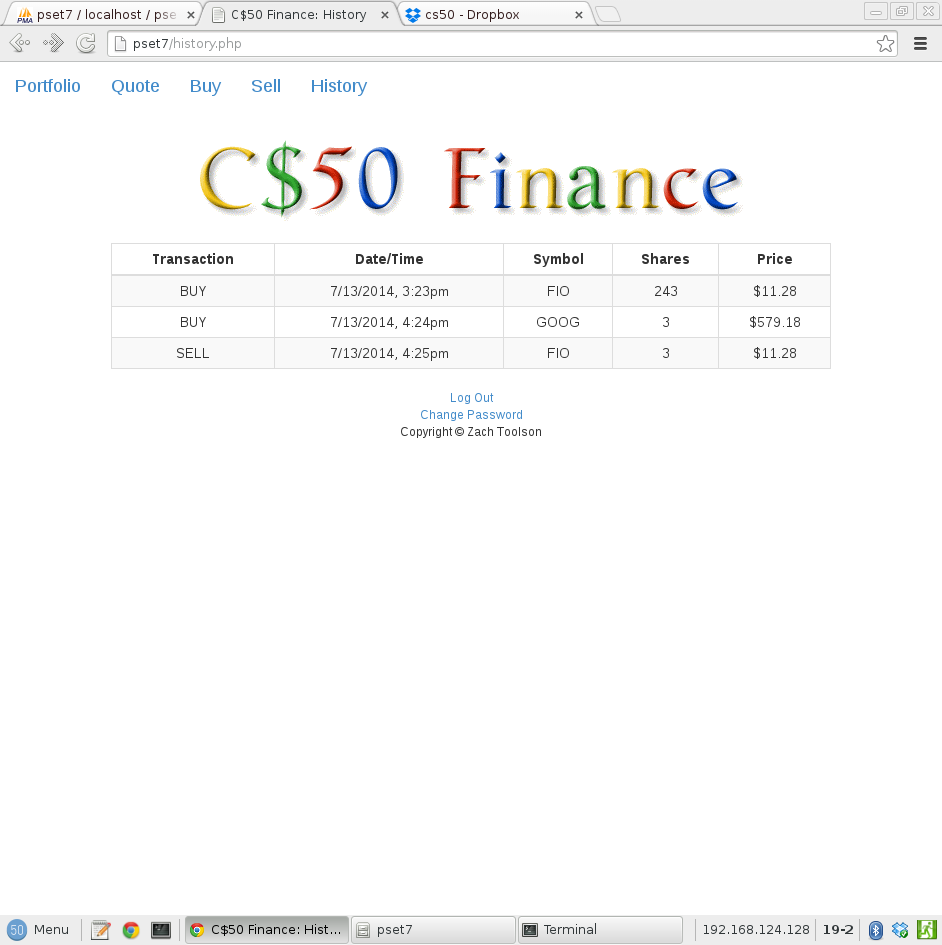 pset7 / localhost / pse
C$50 Finance: History
cs50 - Dropbox
pset7/history.php
Portfolio Quote Buy Sell History
C$50 Finance
Transaction Date/Time Symbol Shares Price
BUY 7/13/2014, 3:23pm FIO 243 $11.28
BUY 7/13/2014, 4:24pm GOOG 3 $579.18
SELL 7/13/2014, 4:25pm FIO 3 $11.28
Log Out
Change Password
Copyright © Zach Toolson
50 Menu C$50 Finance: Hist... pset7 Terminal 192.168.124.128 19-2